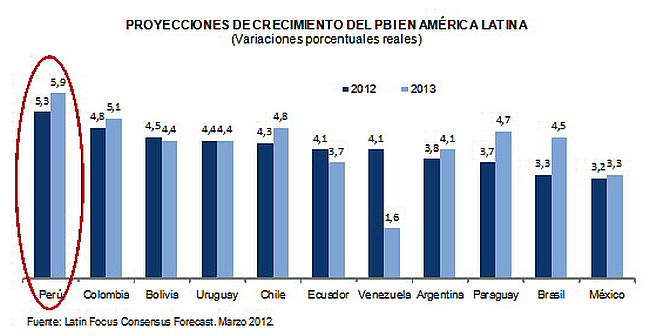 PROYECCIONES DE CRECIMIENTO DEL PBI EN AMÉRICA LATINA
(Variaciones porcentuales reales)
2012 2013
5,3 5,9 4,8 5,1 4,5 4,4 4,4 4,4 4,3 4,8 4,1 3,7 4,1 1,6 3,8 4,1 3,7 4,7 3,3 4,5 3,2 3,3
Perú Colombia Bolivia Uruguay Chile Ecuador Venezuela Argentina Paraguay Brasil México
Fuente: Latin Focus Consensus Forecast. Marzo 2012.